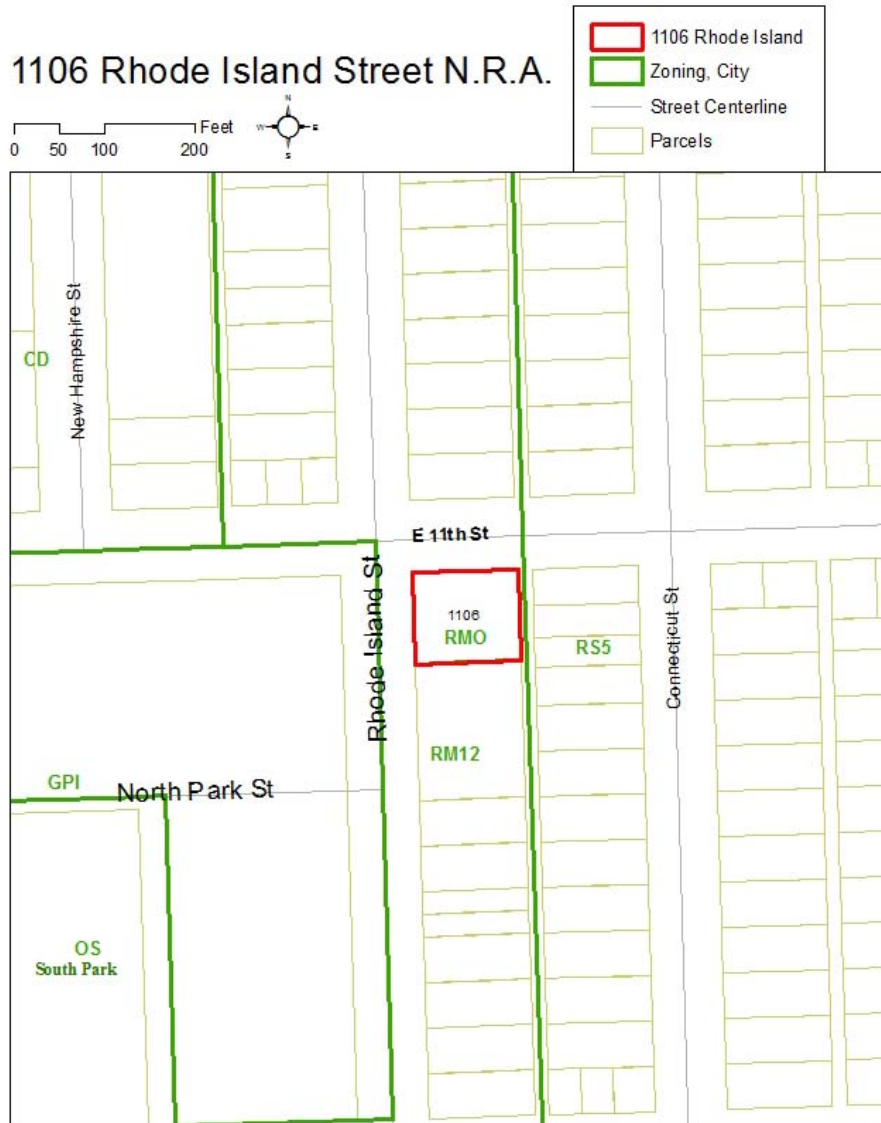 1106 Rhode Island Street N.R.A.
0 50 100 200 Feet
N
W E
S
1106 Rhode Island
Zoning, City
Street Centerline
Parcels
CD
New Hampshire St
E 11th St
Rhode Island St
1106
RMO
RS5
Connecticut St
RM12
GPI
North Park St
OS
South Park